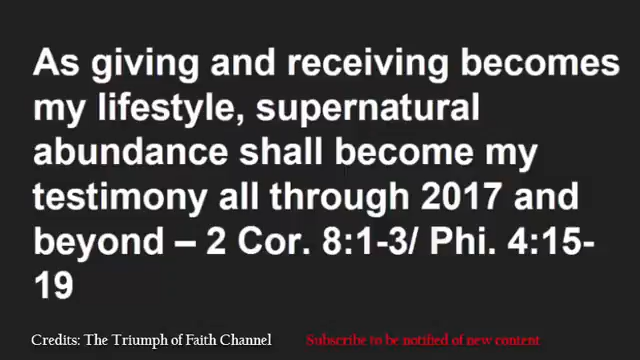 As giving and receiving becomes
my lifestyle, supernatural
abundance shall become my
testimony all through 2017 and
beyond – 2 Cor. 8:1-3/ Phi. 4:15-
19
Credits: The Triumph of Faith Channel
Subscribe to be notified of new content